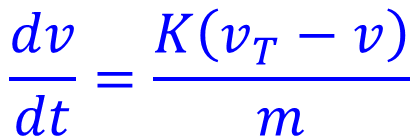 dv/dt = K(v_T − v)/m